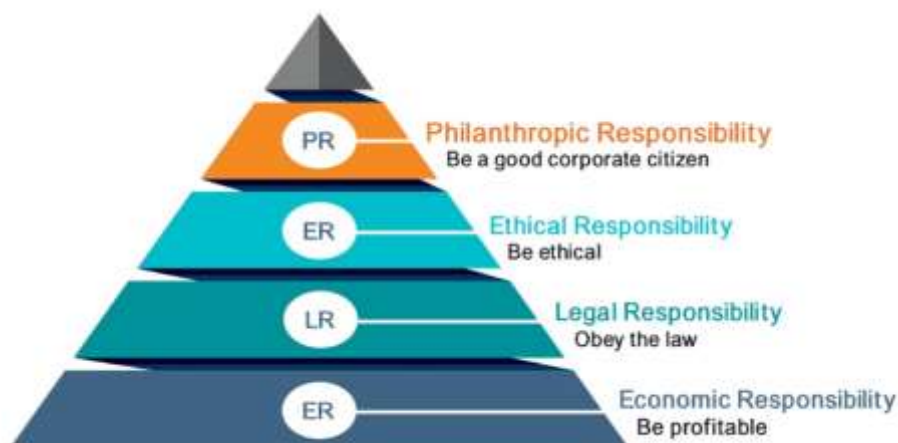 PR
Philanthropic Responsibility
Be a good corporate citizen
ER
Ethical Responsibility
Be ethical
LR
Legal Responsibility
Obey the law
ER
Economic Responsibility
Be profitable